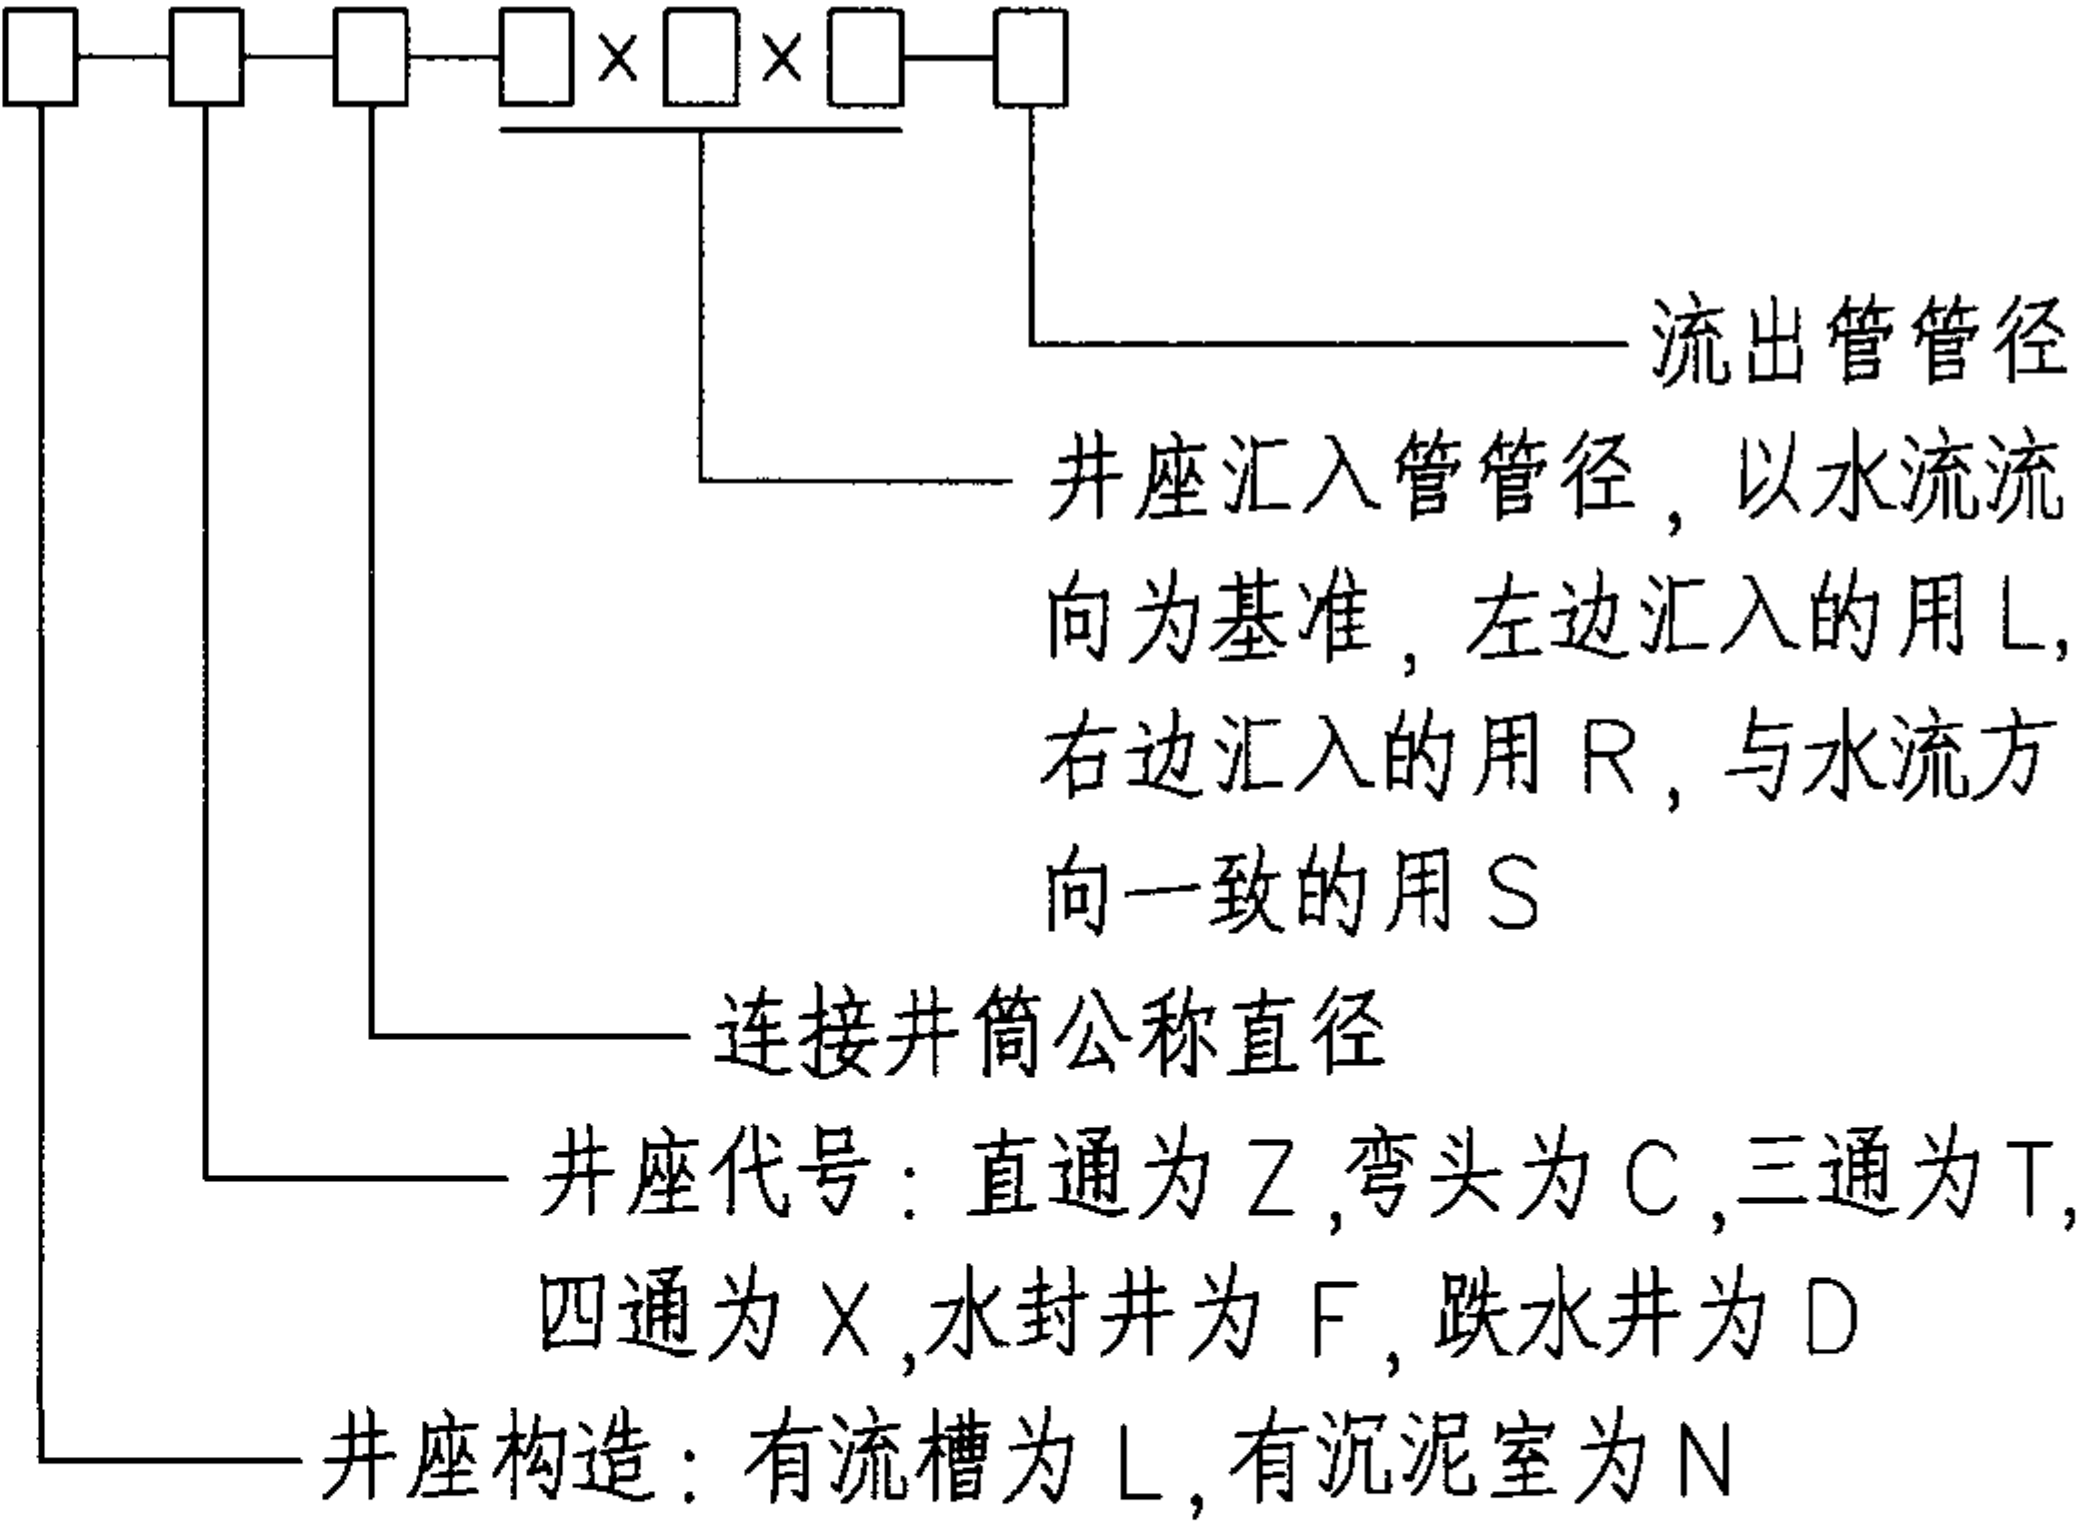 □—□—□—□×□×□—□
流出管管径
井座汇入管管径，以水流流
向为基准，左边汇入的用L，
右边汇入的用R，与水流方
向一致的用S
连接井筒公称直径
井座代号：直通为Z，弯头为C，三通为T，
四通为X，水封井为F，跌水井为D
井座构造：有流槽为L，有沉泥室为N